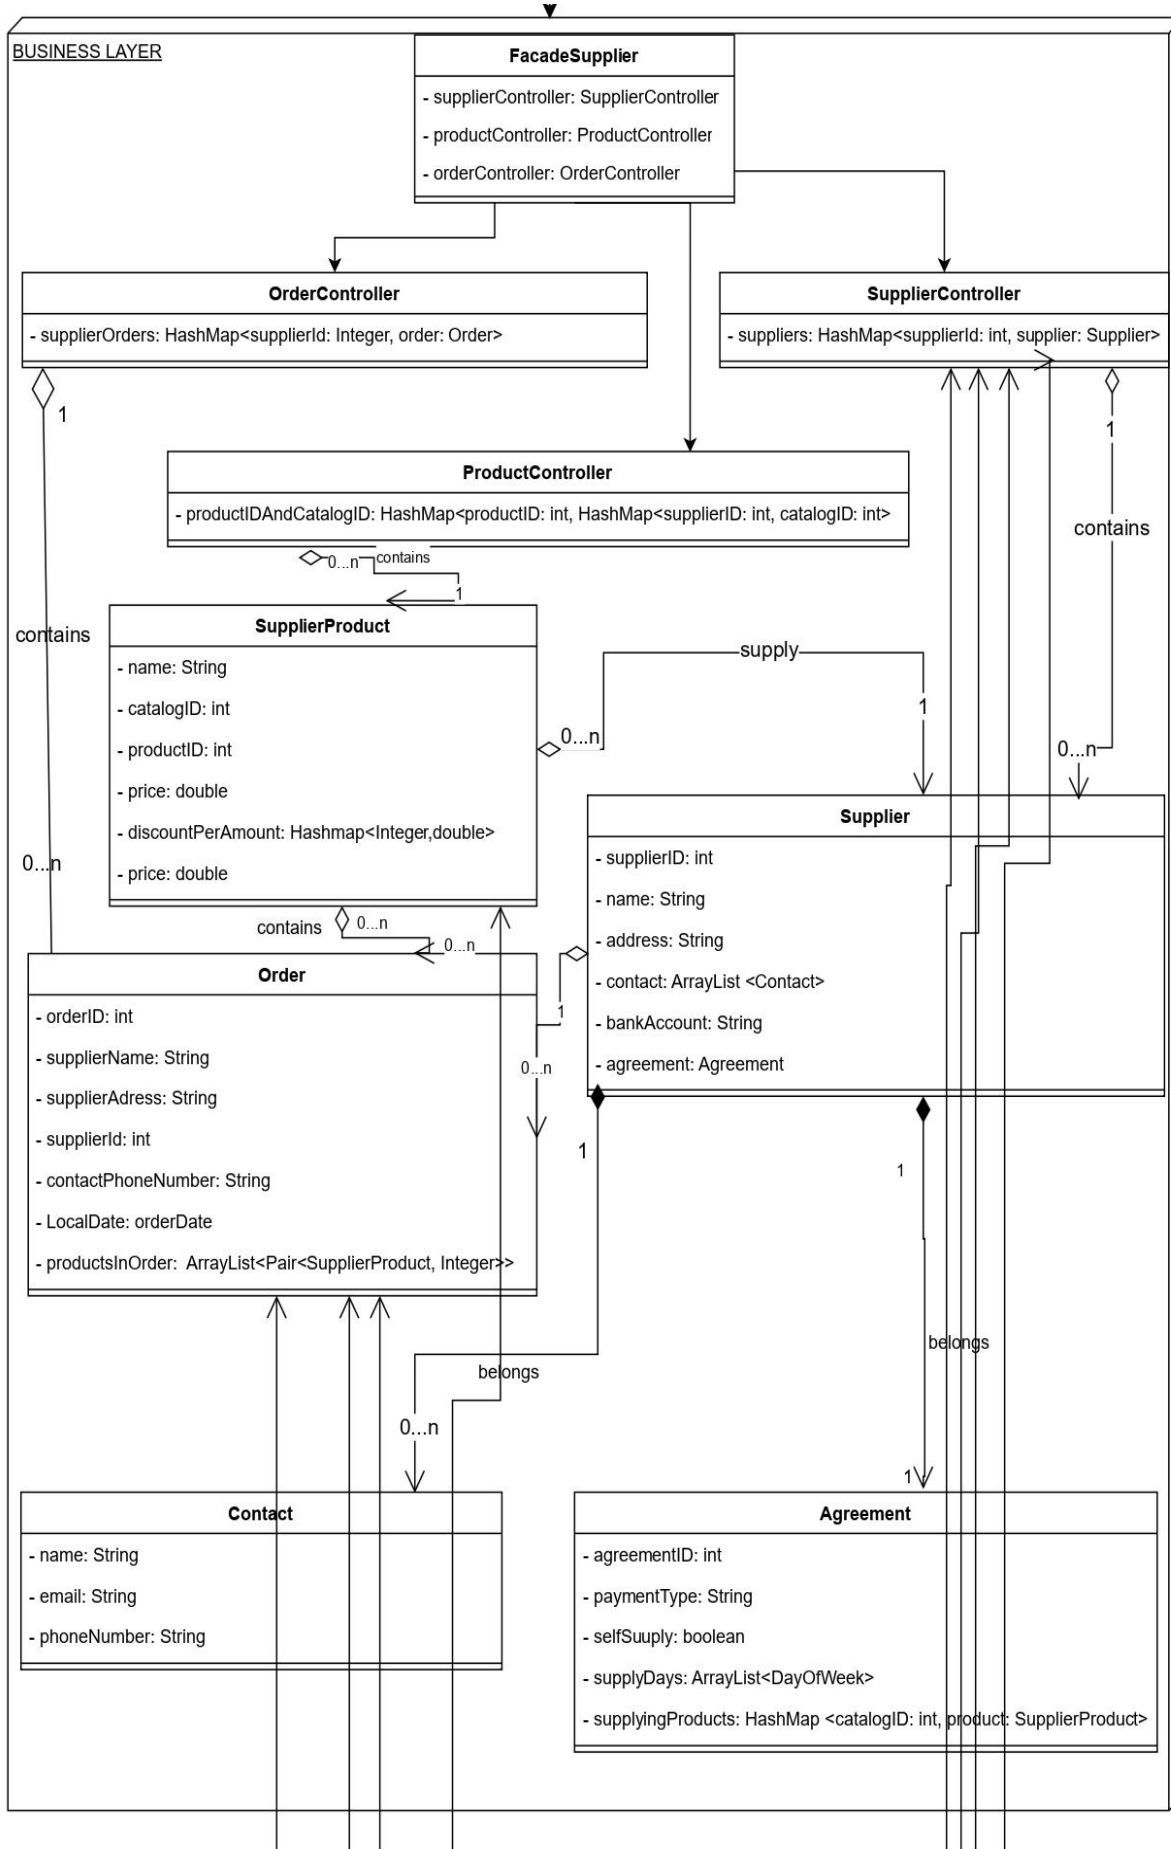 BUSINESS LAYER
FacadeSupplier
- supplierController: SupplierController
- productController: ProductController
- orderController: OrderController
OrderController
- supplierOrders: HashMap<supplierId: Integer, order: Order>
SupplierController
- suppliers: HashMap<supplierId: int, supplier: Supplier>
1
1
ProductController
- productIDAndCatalogID: HashMap<productID: int, HashMap<supplierID: int, catalogID: int>
contains
0...n
contains
1
SupplierProduct
- name: String
- catalogID: int
- productID: int
- price: double
- discountPerAmount: Hashmap<Integer,double>
- price: double
contains
supply
0...n
1
0...n
0...n
Supplier
- supplierID: int
- name: String
- address: String
- contact: ArrayList <Contact>
- bankAccount: String
- agreement: Agreement
contains
0...n
0...n
Order
- orderID: int
- supplierName: String
- supplierAdress: String
- supplierId: int
- contactPhoneNumber: String
- LocalDate: orderDate
- productsInOrder: ArrayList<Pair<SupplierProduct, Integer>>
1
0...n
1
1
belongs
belongs
0...n
1
Contact
- name: String
- email: String
- phoneNumber: String
Agreement
- agreementID: int
- paymentType: String
- selfSuuply: boolean
- supplyDays: ArrayList<DayOfWeek>
- supplyingProducts: HashMap <catalogID: int, product: SupplierProduct>